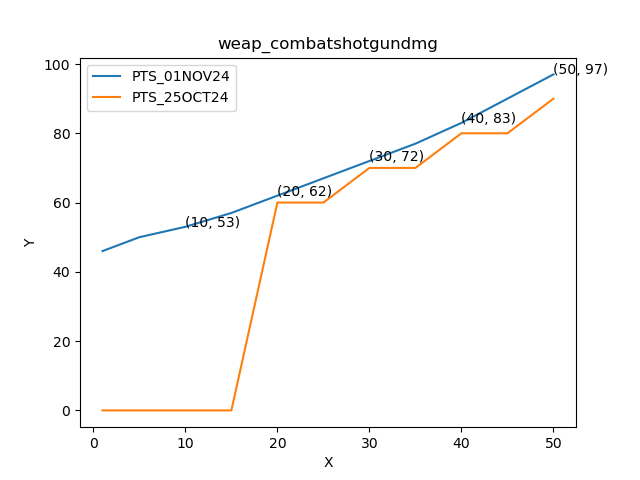 weap_combatshotgundmg
PTS_01NOV24
PTS_25OCT24
Y
100
80
60
40
20
0
(10, 53)
(20, 62)
(30, 72)
(40, 83)
(50, 97)
0 10 20 30 40 50
X